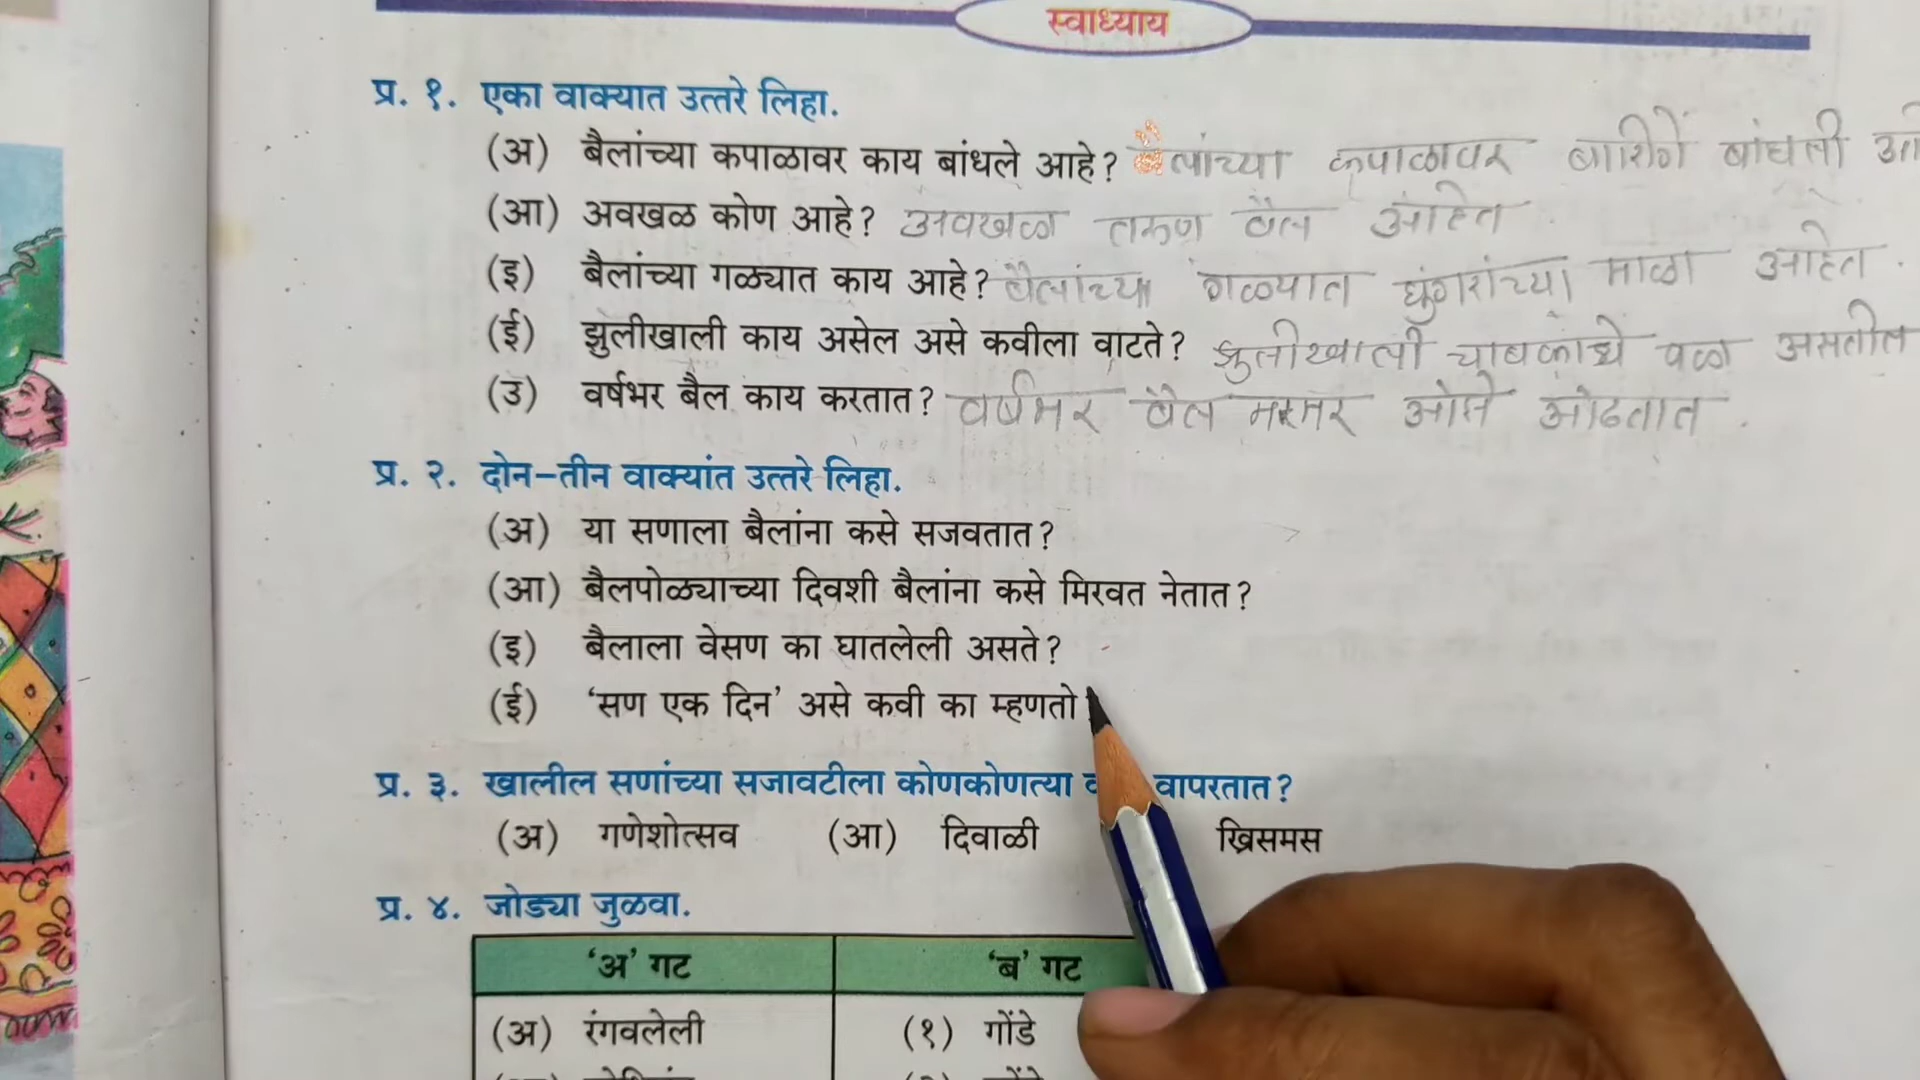 स्वाध्याय
प्र. १. एका वाक्यात उत्तरे लिहा.
(अ) बैलांच्या कपाळावर काय बांधले आहे? बैलांच्या कपाळावर बाशिंगे बांधली
(आ) अवखळ कोण आहे? अवखळ तरुण बैल आहेत
(इ) बैलांच्या गळ्यात काय आहे? बैलांच्या गळ्यात घुंगरांच्या माळा आहेत.
(ई) झुलीखाली काय असेल असे कवीला वाटते? झुलीखाली चाबकाचे वळ असतील
(उ) वर्षभर बैल काय करतात? वर्षभर बैल मरमर ओझे ओढतात.
प्र. २. दोन-तीन वाक्यांत उत्तरे लिहा.
(अ) या सणाला बैलांना कसे सजवतात?
(आ) बैलपोळ्याच्या दिवशी बैलांना कसे मिरवत नेतात?
(इ) बैलाला वेसण का घातलेली असते?
(ई) ‘सण एक दिन’ असे कवी का म्हणतो
प्र. ३. खालील सणांच्या सजावटीला कोणकोणत्या वापरतात?
(अ) गणेशोत्सव (आ) दिवाळी ख्रिसमस
प्र. ४. जोड्या जुळवा.
‘अ’ गट ‘ब’ गट
(अ) रंगवलेली (१) गोंडे